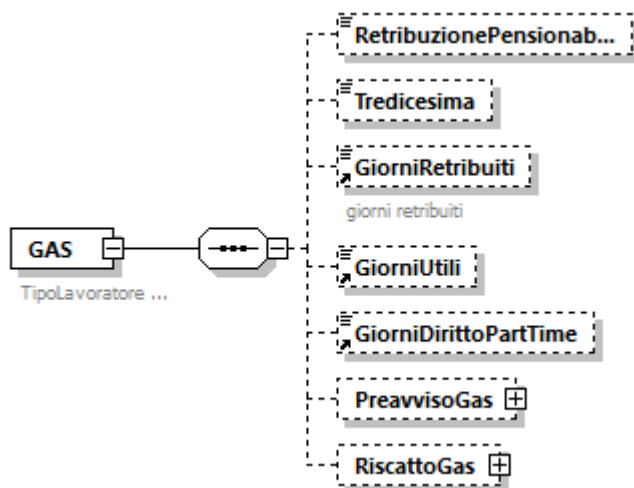 RetribuzionePensionab...
Tredicesima
GiorniRetribuiti
giorni retribuiti
GAS
TipoLavoratore ...
GiorniUtili
GiorniDirittoPartTime
PreavvisoGas
RiscattoGas